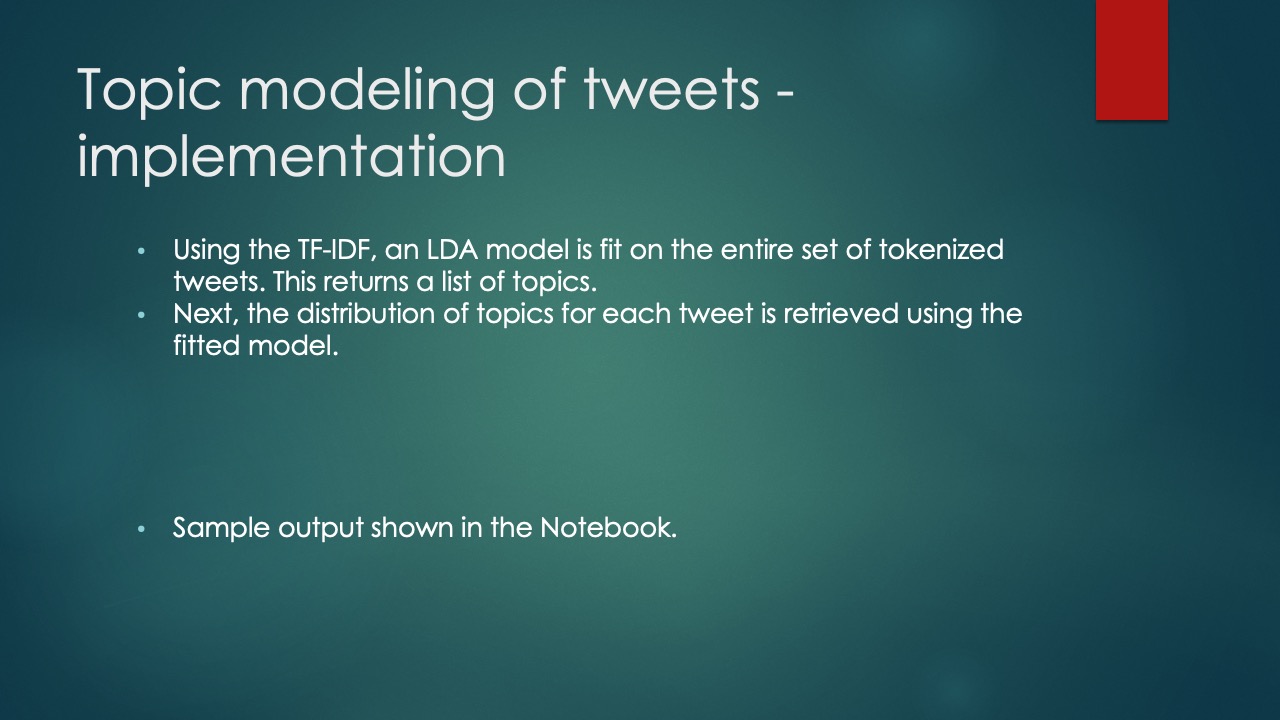 Topic modeling of tweets -
implementation
• Using the TF-IDF, an LDA model is fit on the entire set of tokenized
tweets. This returns a list of topics.
• Next, the distribution of topics for each tweet is retrieved using the
fitted model.
• Sample output shown in the Notebook.